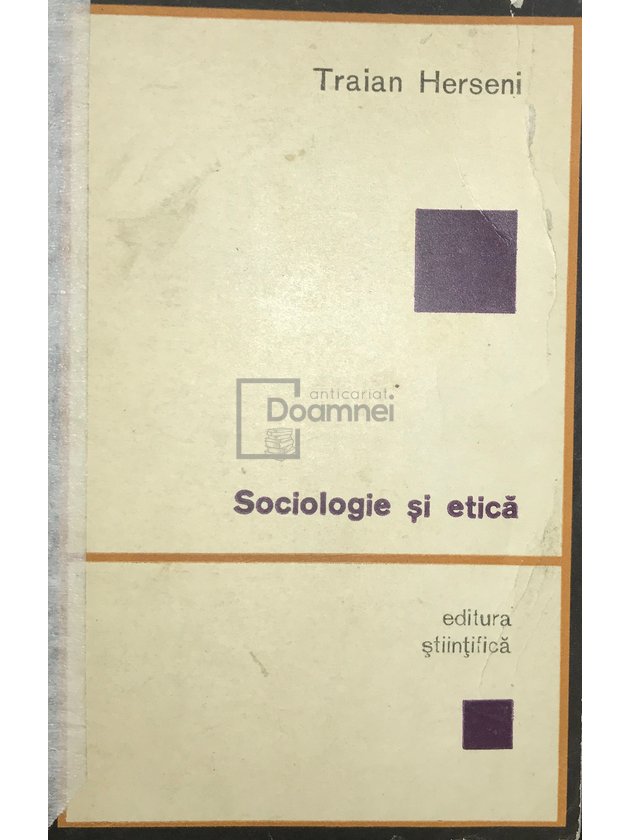 Traian Herseni
anticariat
Doamnei
Sociologie și etică
editura
științifică